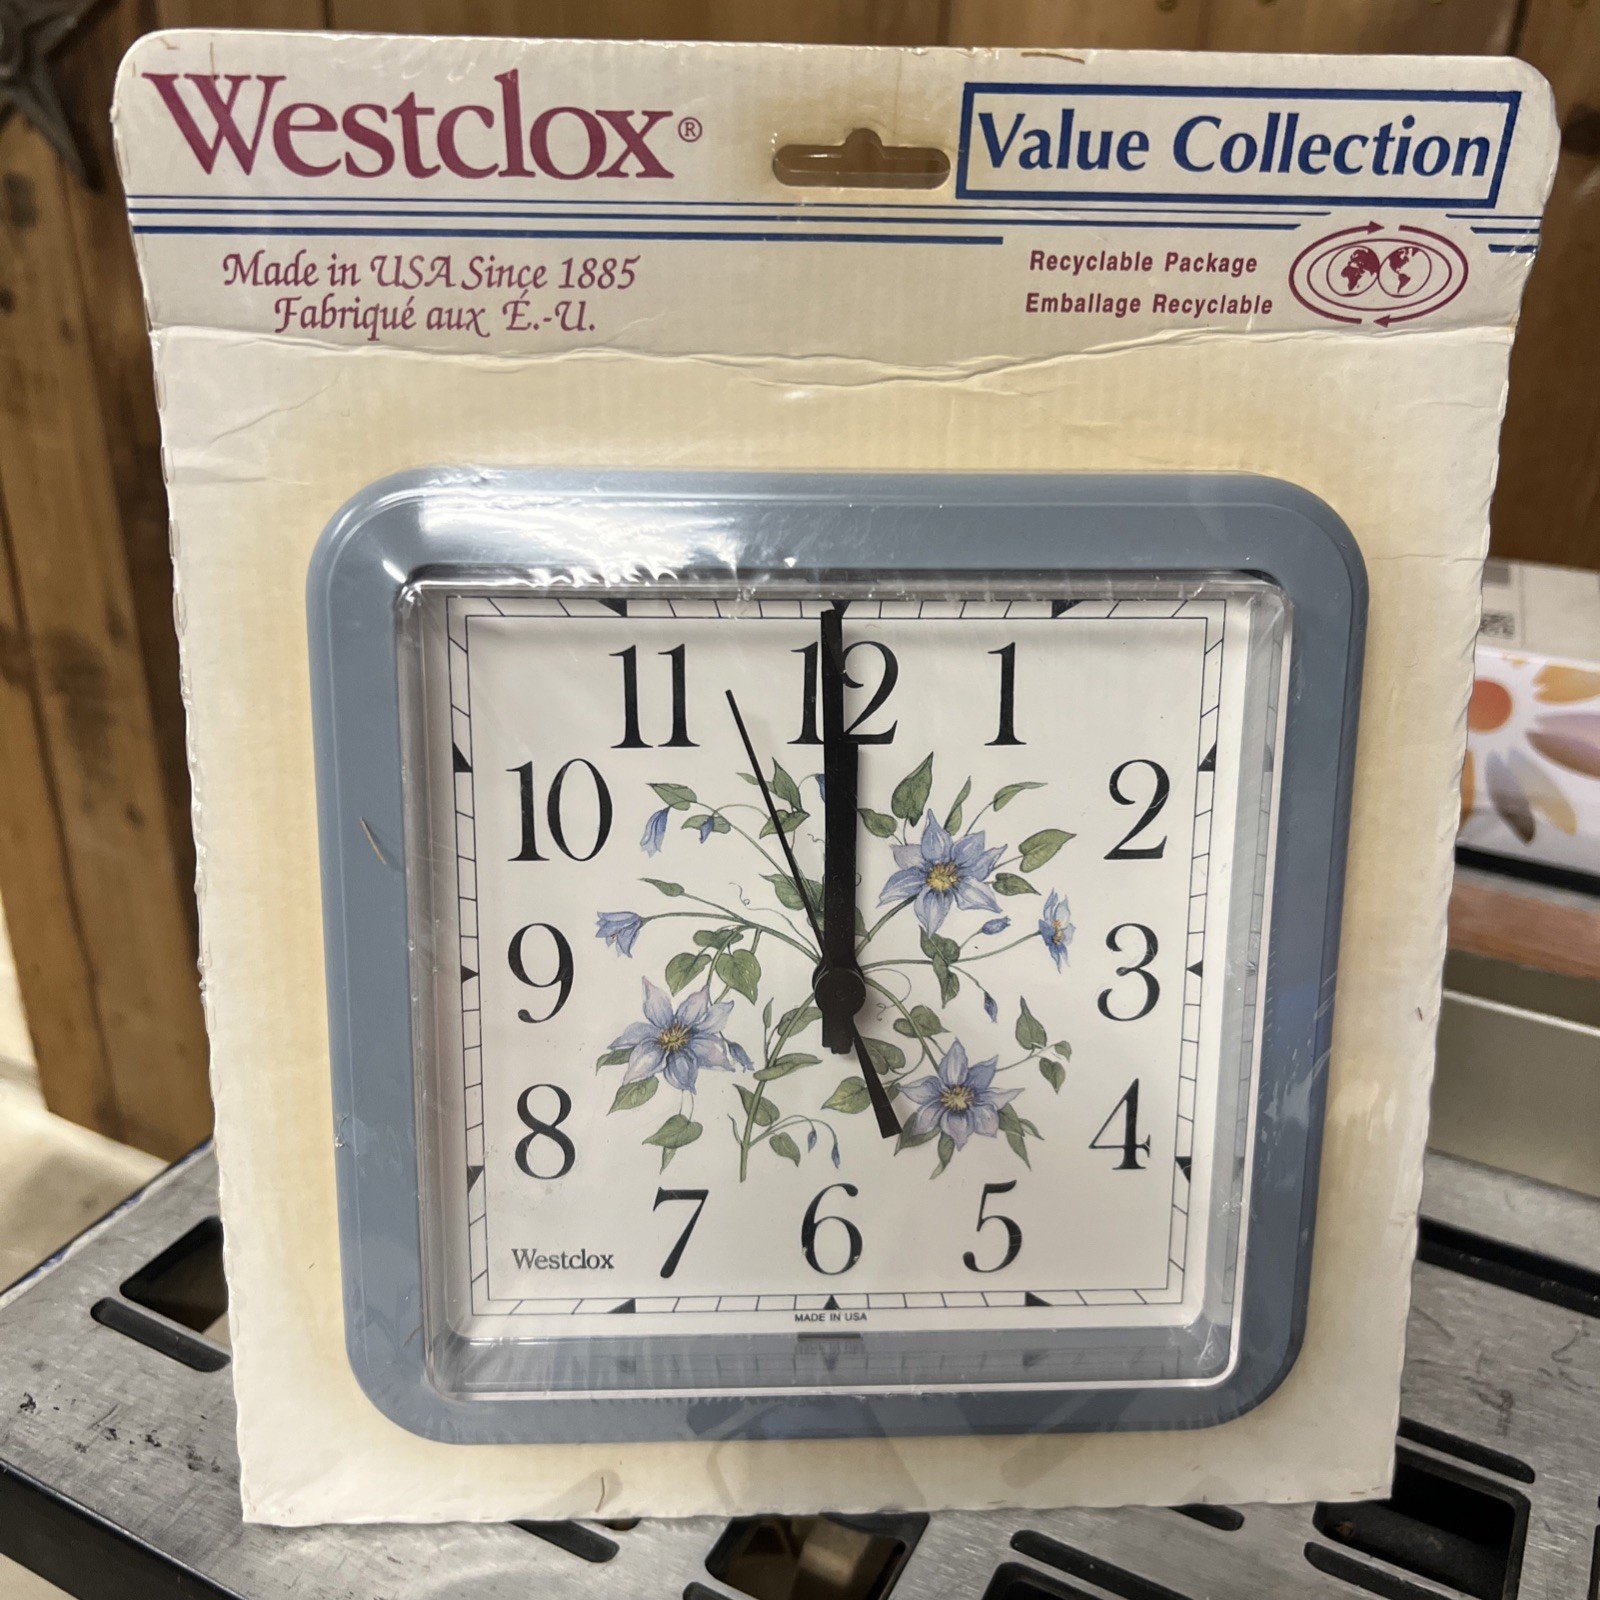 Westclox®
Value Collection
Made in USA Since 1885
Fabriqué aux É.-U.
Recyclable Package
Emballage Recyclable
11 12 1
10 2
9 3
8 4
7 6 5
Westclox
MADE IN USA